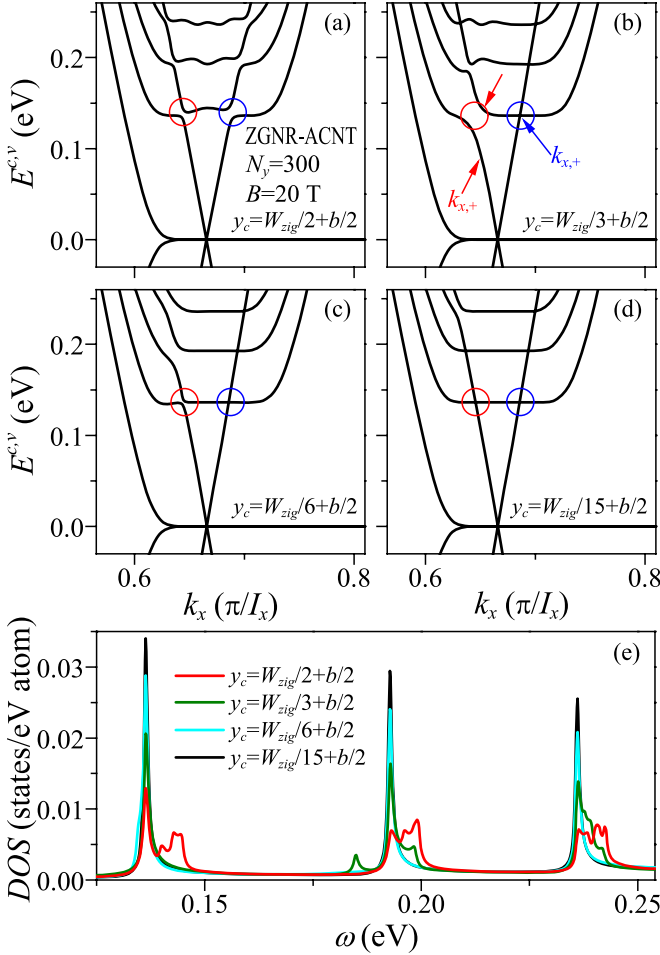 (a)
(b)
0.2
0.1
0.0
E^{c,v} (eV)
ZGNR-ACNT
N_y=300
B=20 T
y_c=W_{zig}/2+b/2
k_{x,+}
k_{x,+}
y_c=W_{zig}/3+b/2
(c)
(d)
0.2
0.1
0.0
E^{c,v} (eV)
y_c=W_{zig}/6+b/2
y_c=W_{zig}/15+b/2
0.6 0.8 0.6 0.8
k_x (π/I_x) k_x (π/I_x)
(e)
0.03
0.02
0.01
0.00
DOS (states/eV atom)
y_c=W_{zig}/2+b/2
y_c=W_{zig}/3+b/2
y_c=W_{zig}/6+b/2
y_c=W_{zig}/15+b/2
0.15 0.20 0.25
ω (eV)